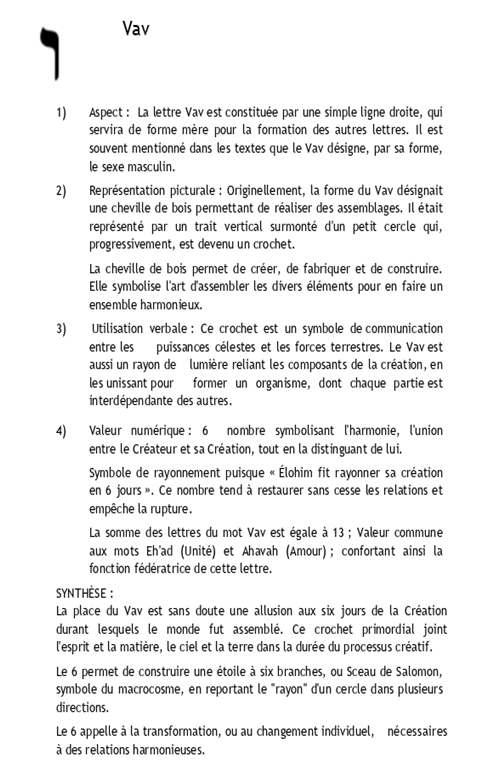 ו
Vav
1) Aspect : La lettre Vav est constituée par une simple ligne droite, qui
servira de forme mère pour la formation des autres lettres. Il est
souvent mentionné dans les textes que le Vav désigne, par sa forme,
le sexe masculin.
2) Représentation picturale : Originellement, la forme du Vav désignait
une cheville de bois permettant de réaliser des assemblages. Il était
représenté par un trait vertical surmonté d'un petit cercle qui,
progressivement, est devenu un crochet.
La cheville de bois permet de créer, de fabriquer et de construire.
Elle symbolise l'art d'assembler les divers éléments pour en faire un
ensemble harmonieux.
3) Utilisation verbale : Ce crochet est un symbole de communication
entre les puissances célestes et les forces terrestres. Le Vav est
aussi un rayon de lumière reliant les composants de la création, en
les unissant pour former un organisme, dont chaque partie est
interdépendante des autres.
4) Valeur numérique : 6 nombre symbolisant l'harmonie, l'union
entre le Créateur et sa Création, tout en la distinguant de lui.
Symbole de rayonnement puisque « Élohim fit rayonner sa création
en 6 jours ». Ce nombre tend à restaurer sans cesse les relations et
empêche la rupture.
La somme des lettres du mot Vav est égale à 13 ; Valeur commune
aux mots Eh'ad (Unité) et Ahavah (Amour) ; confortant ainsi la
fonction fédératrice de cette lettre.
SYNTHÈSE :
La place du Vav est sans doute une allusion aux six jours de la Création
durant lesquels le monde fut assemblé. Ce crochet primordial joint
l'esprit et la matière, le ciel et la terre dans la durée du processus créatif.
Le 6 permet de construire une étoile à six branches, ou Sceau de Salomon,
symbole du macrocosme, en reportant le "rayon" d'un cercle dans plusieurs
directions.
Le 6 appelle à la transformation, ou au changement individuel, nécessaires
à des relations harmonieuses.